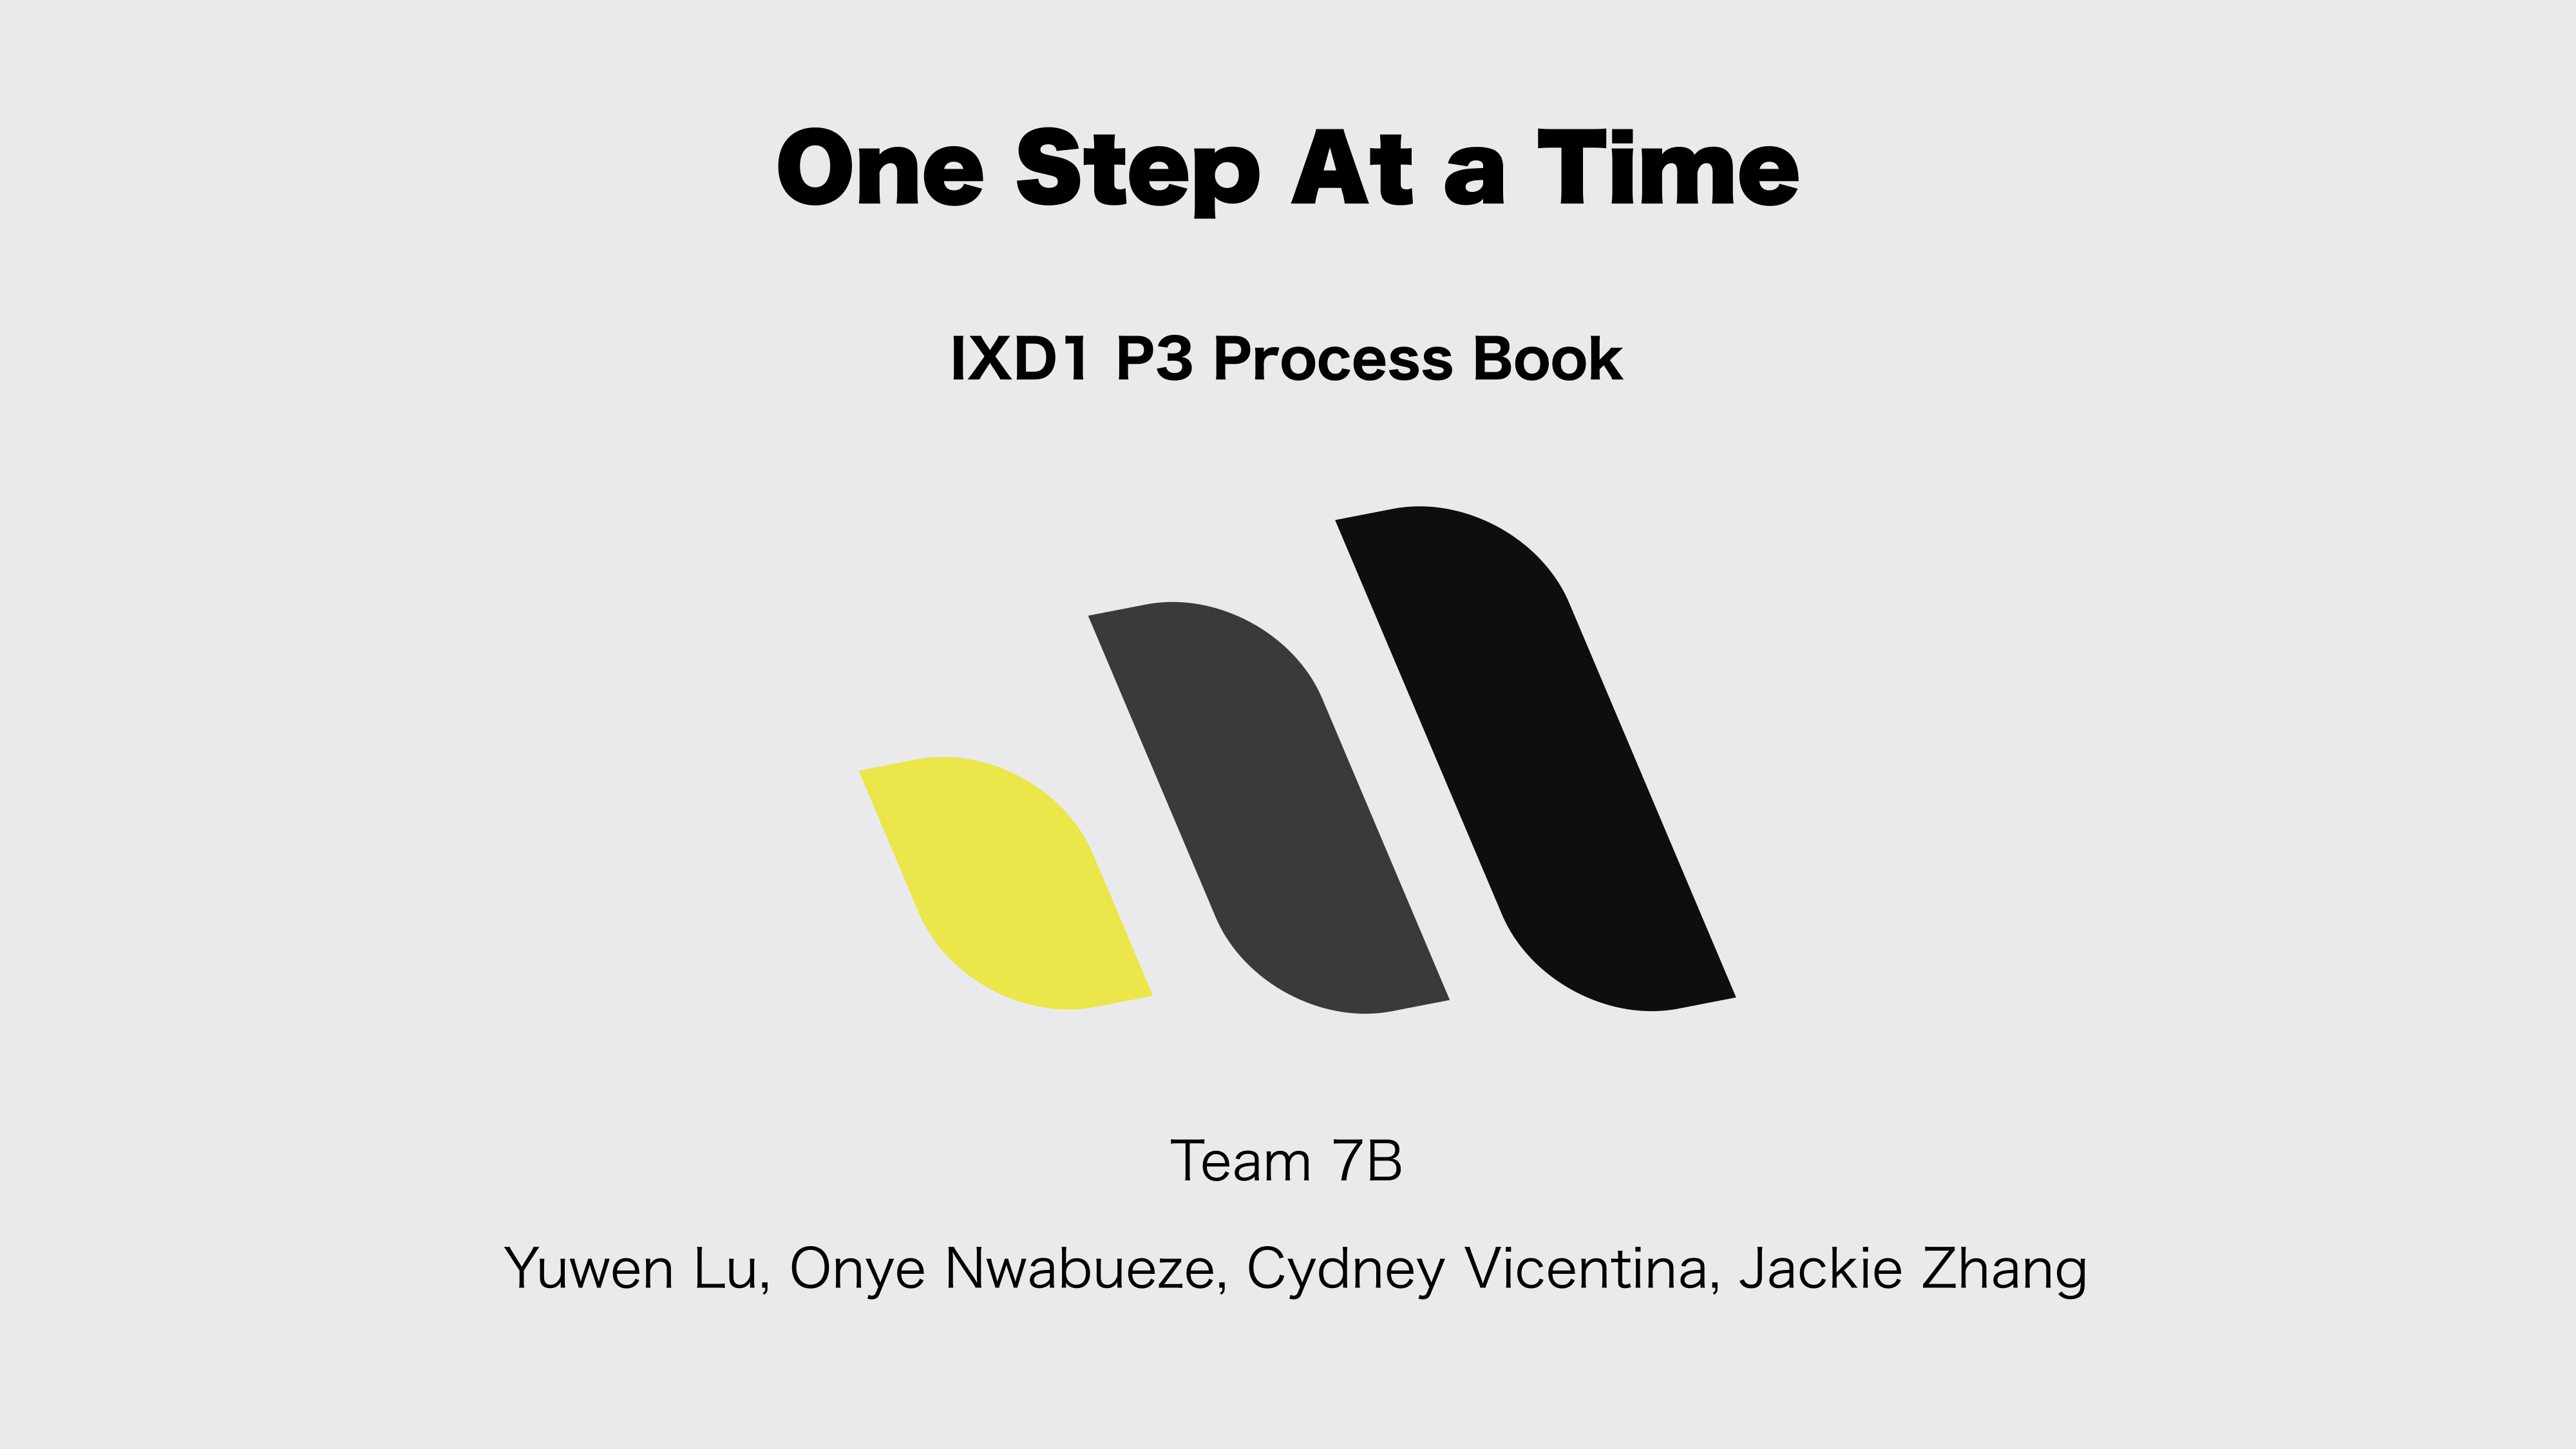 One Step At a Time
IXD1 P3 Process Book
Team 7B
Yuwen Lu, Onye Nwabueze, Cydney Vicentina, Jackie Zhang